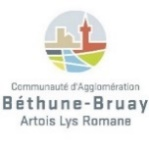 Communauté d'Agglomération
Béthune-Bruay
Artois Lys Romane